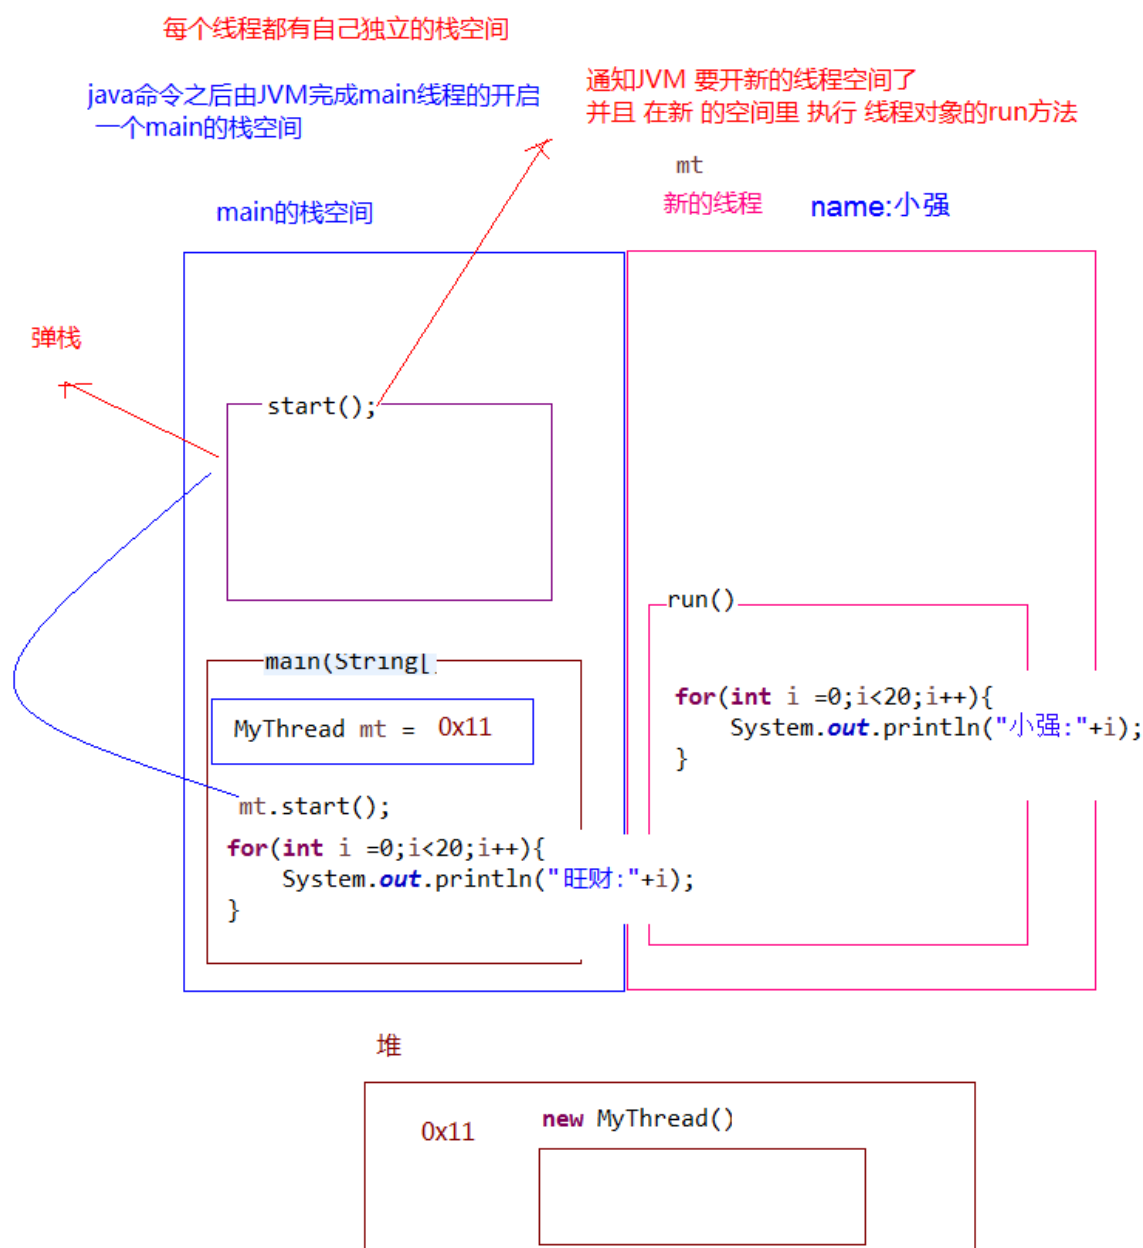 每个线程都有自己独立的栈空间
java命令之后由JVM完成main线程的开启
一个main的栈空间
通知JVM 要开新的线程空间了
并且 在新 的空间里 执行 线程对象的run方法
mt
新的线程 name:小强
main的栈空间
弹栈
start();
run()
for(int i =0;i<20;i++){
System.out.println("小强:"+i);
}
main(String[
MyThread mt = 0x11
mt.start();
for(int i =0;i<20;i++){
System.out.println("旺财:"+i);
}
堆
0x11 new MyThread()